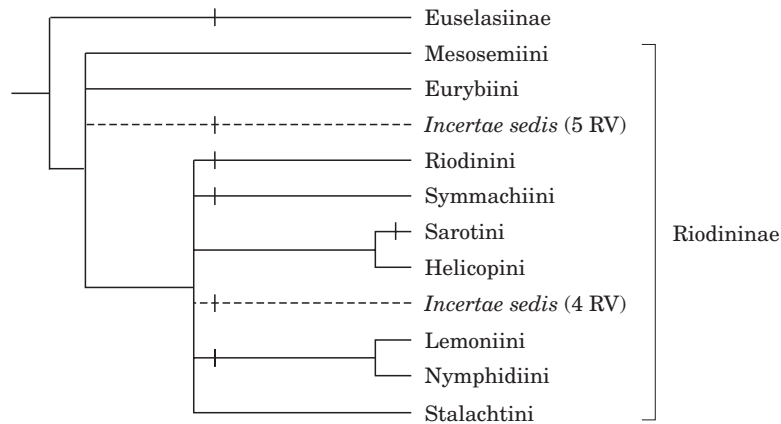 Euselasiinae
Mesosemiini
Eurybiini
Incertae sedis (5 RV)
Riodinini
Symmachiini
Sarotini
Riodininae
Helicopini
Incertae sedis (4 RV)
Lemoniini
Nymphidiini
Stalachtini